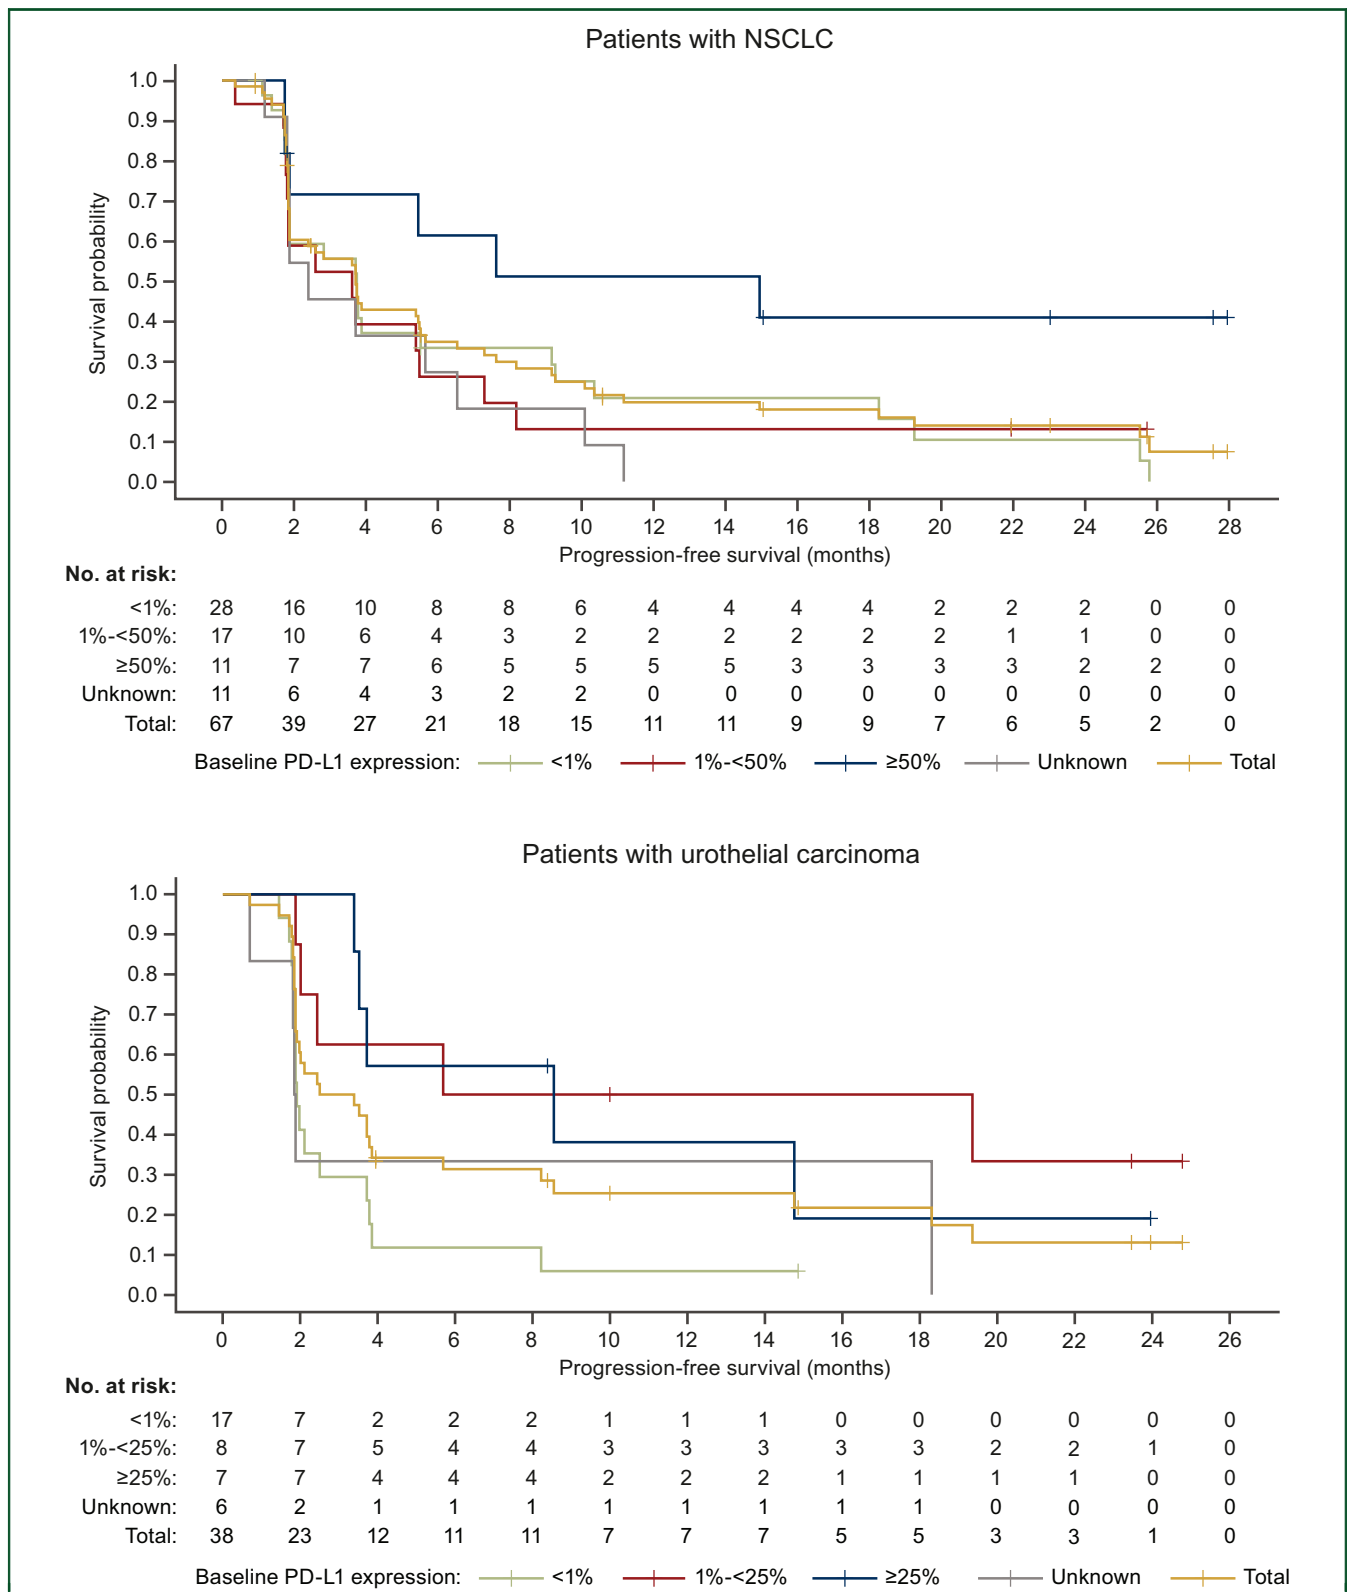 Patients with NSCLC
1.0
0.9
0.8
0.7
0.6
0.5
0.4
0.3
0.2
0.1
0.0
Survival probability
0 2 4 6 8 10 12 14 16 18 20 22 24 26 28
Progression-free survival (months)
No. at risk:
<1%: 28 16 10 8 8 6 4 4 4 4 2 2 2 0 0
1%-<50%: 17 10 6 4 3 2 2 2 2 2 2 1 1 0 0
≥50%: 11 7 7 6 5 5 5 5 3 3 3 3 2 2 0
Unknown: 11 6 4 3 2 2 0 0 0 0 0 0 0 0 0
Total: 67 39 27 21 18 15 11 11 9 9 7 6 5 2 0
Baseline PD-L1 expression: <1% 1%-<50% ≥50% Unknown Total
Patients with urothelial carcinoma
1.0
0.9
0.8
0.7
0.6
0.5
0.4
0.3
0.2
0.1
0.0
Survival probability
0 2 4 6 8 10 12 14 16 18 20 22 24 26
Progression-free survival (months)
No. at risk:
<1%: 17 7 2 2 2 1 1 1 0 0 0 0 0 0
1%-<25%: 8 7 5 4 4 3 3 3 3 3 2 2 1 0
≥25%: 7 7 4 4 4 2 2 2 1 1 1 1 0 0
Unknown: 6 2 1 1 1 1 1 1 1 1 0 0 0 0
Total: 38 23 12 11 11 7 7 7 5 5 3 3 1 0
Baseline PD-L1 expression: <1% 1%-<25% ≥25% Unknown Total